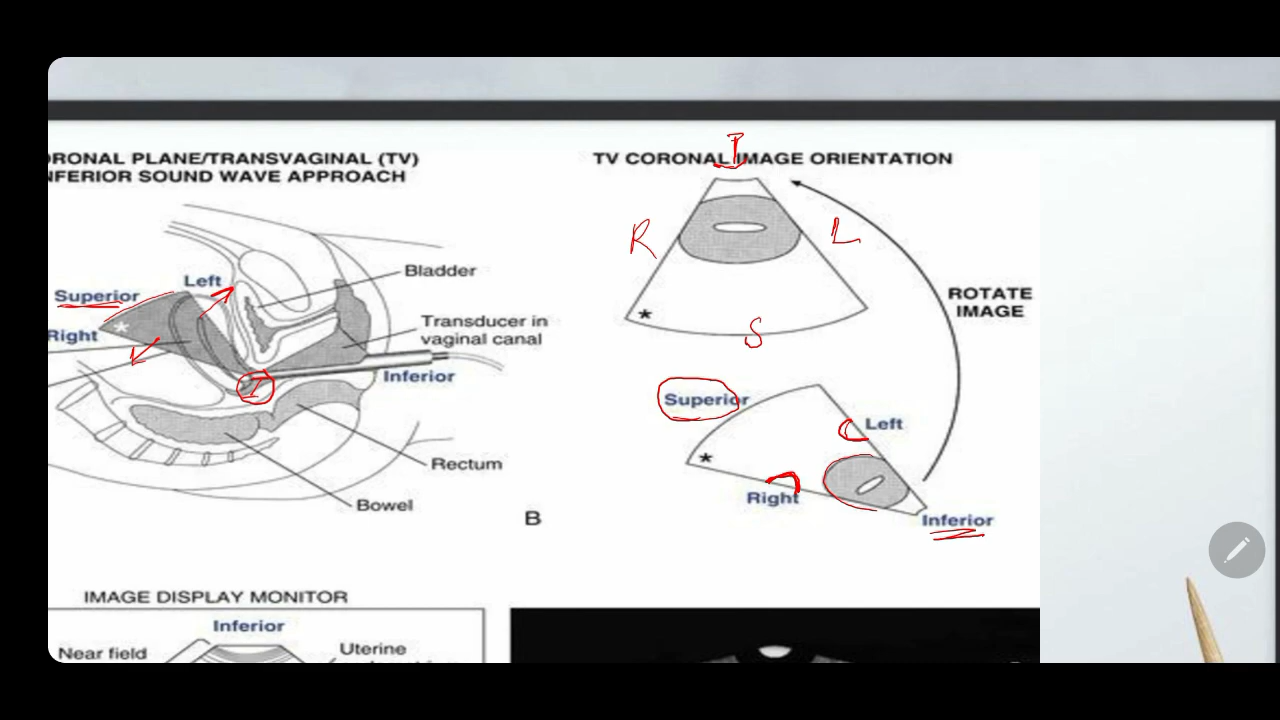 ORONAL PLANE/TRANSVAGINAL (TV)
NFERIOR SOUND WAVE APPROACH
Left
Superior
*
Right
I
Bladder
Transducer in
vaginal canal
Inferior
Rectum
Bowel
B
TV CORONAL IMAGE ORIENTATION
I
R
L
*
S
ROTATE
IMAGE
Superior
Left
*
Right
Inferior
IMAGE DISPLAY MONITOR
Inferior
Near field
Uterine